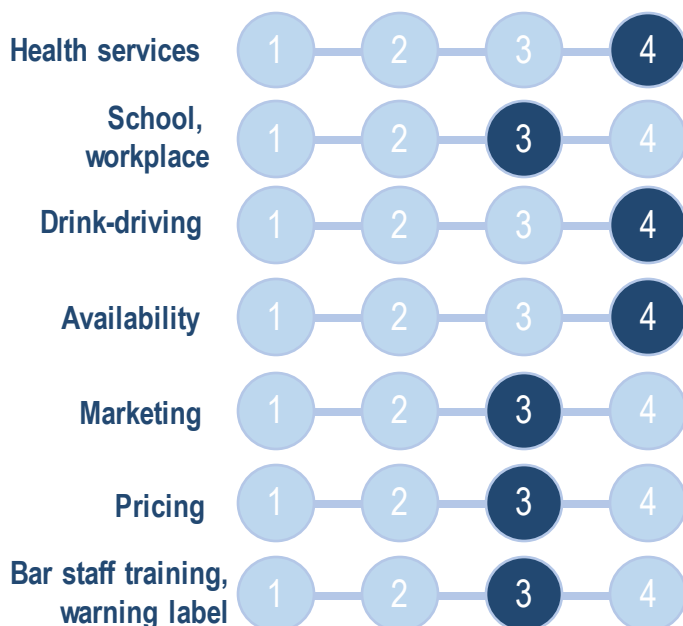 Health services 1 2 3 4
School,
workplace 1 2 3 4
Drink-driving 1 2 3 4
Availability 1 2 3 4
Marketing 1 2 3 4
Pricing 1 2 3 4
Bar staff training,
warning label 1 2 3 4